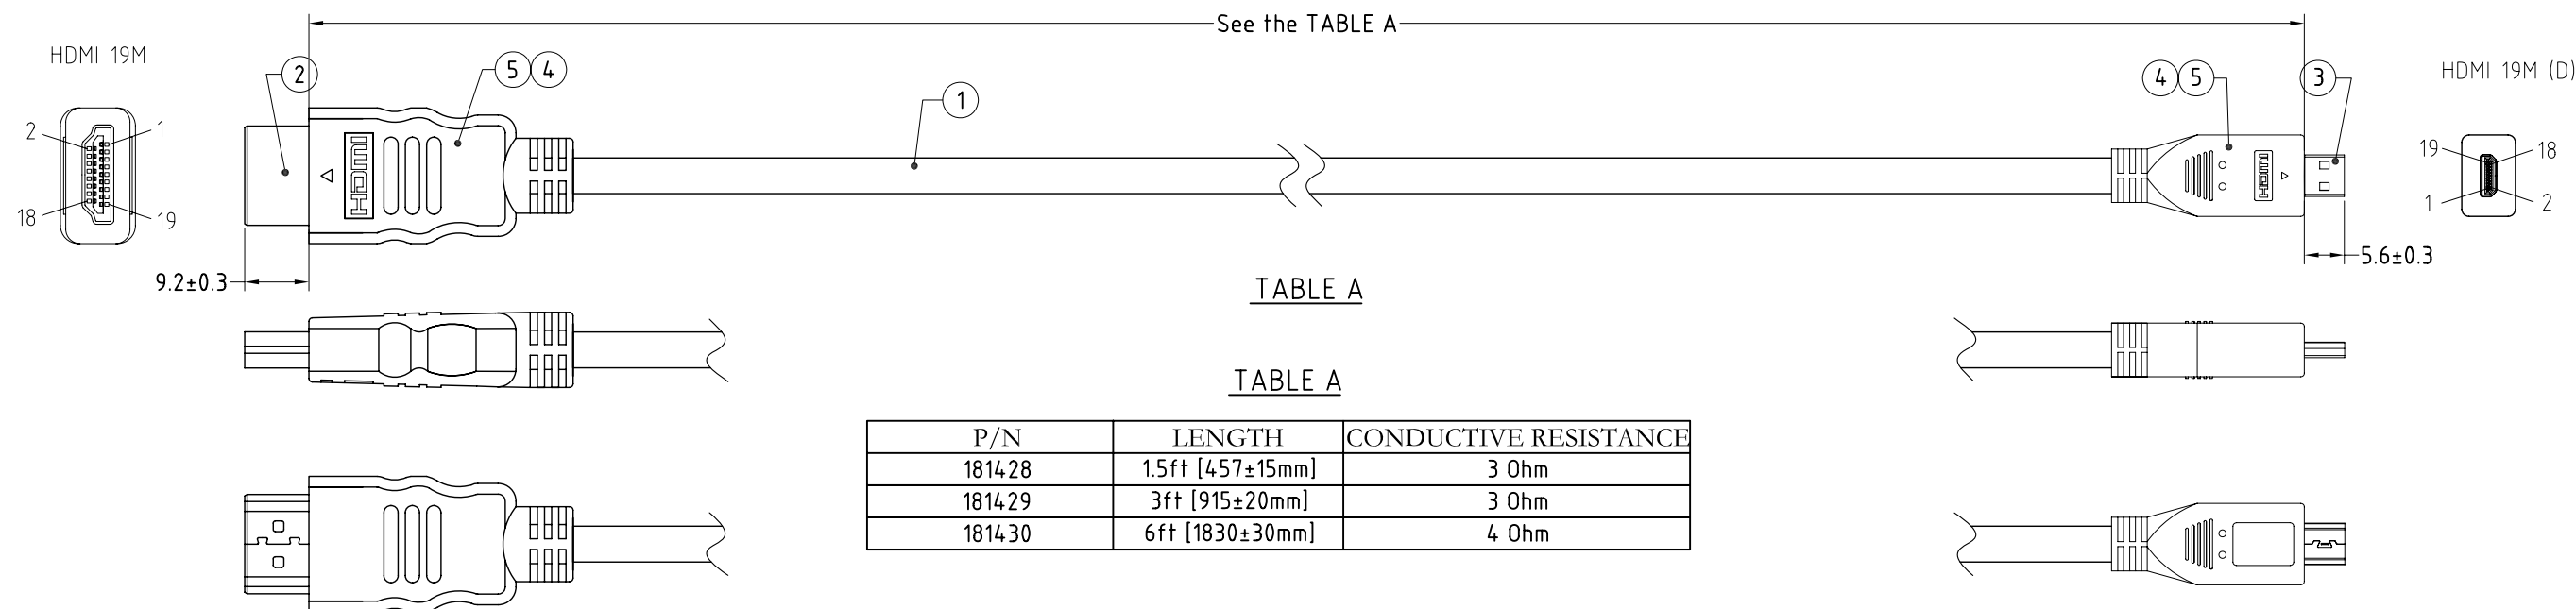 See the TABLE A
HDMI 19M
2
5 4
4 5
3
HDMI 19M (D)
1
2
1
18
19
19
18
1
2
9.2±0.3
5.6±0.3
HDMI
HDMI
TABLE A
TABLE A
P/N LENGTH CONDUCTIVE RESISTANCE
181428 1.5ft [457±15mm] 3 Ohm
181429 3ft [915±20mm] 3 Ohm
181430 6ft [1830±30mm] 4 Ohm